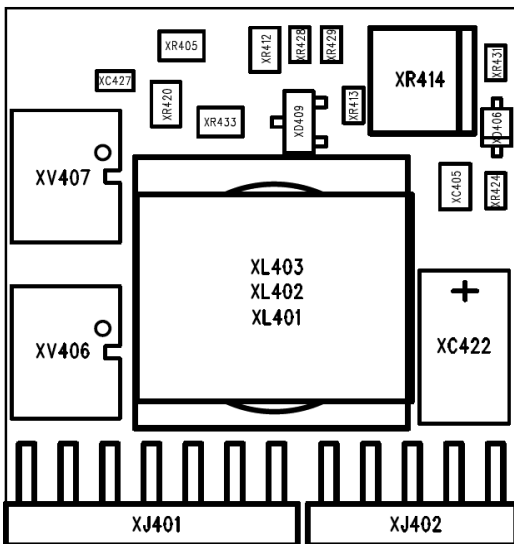 XR405
XR412
XR428
XR429
XR431
XC427
XR420
XR433
XD409
XR413
XR414
XD406
XV407
XC405
XR424
XL403
XL402
XL401
+
XV406
XC422
XJ401
XJ402